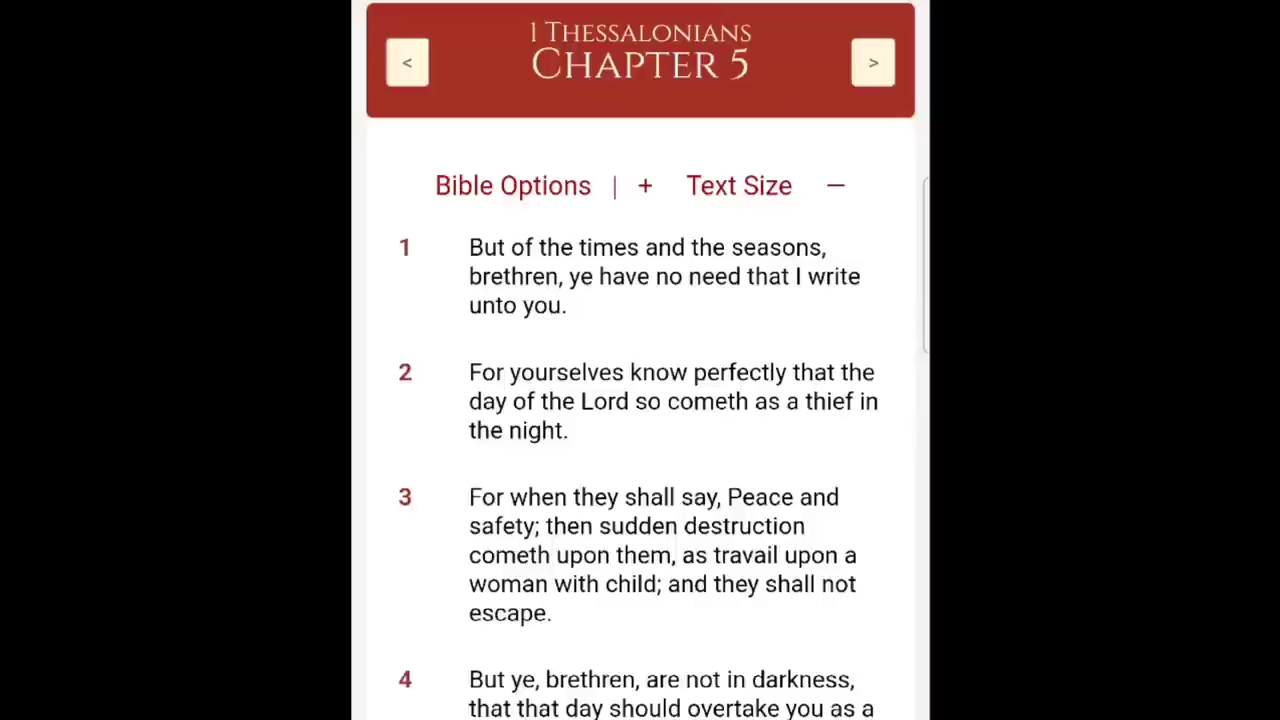 1 Thessalonians
Chapter 5
<
>
Bible Options | + Text Size —
1 But of the times and the seasons,
brethren, ye have no need that I write
unto you.
2 For yourselves know perfectly that the
day of the Lord so cometh as a thief in
the night.
3 For when they shall say, Peace and
safety; then sudden destruction
cometh upon them, as travail upon a
woman with child; and they shall not
escape.
4 But ye, brethren, are not in darkness,
that that day should overtake you as a